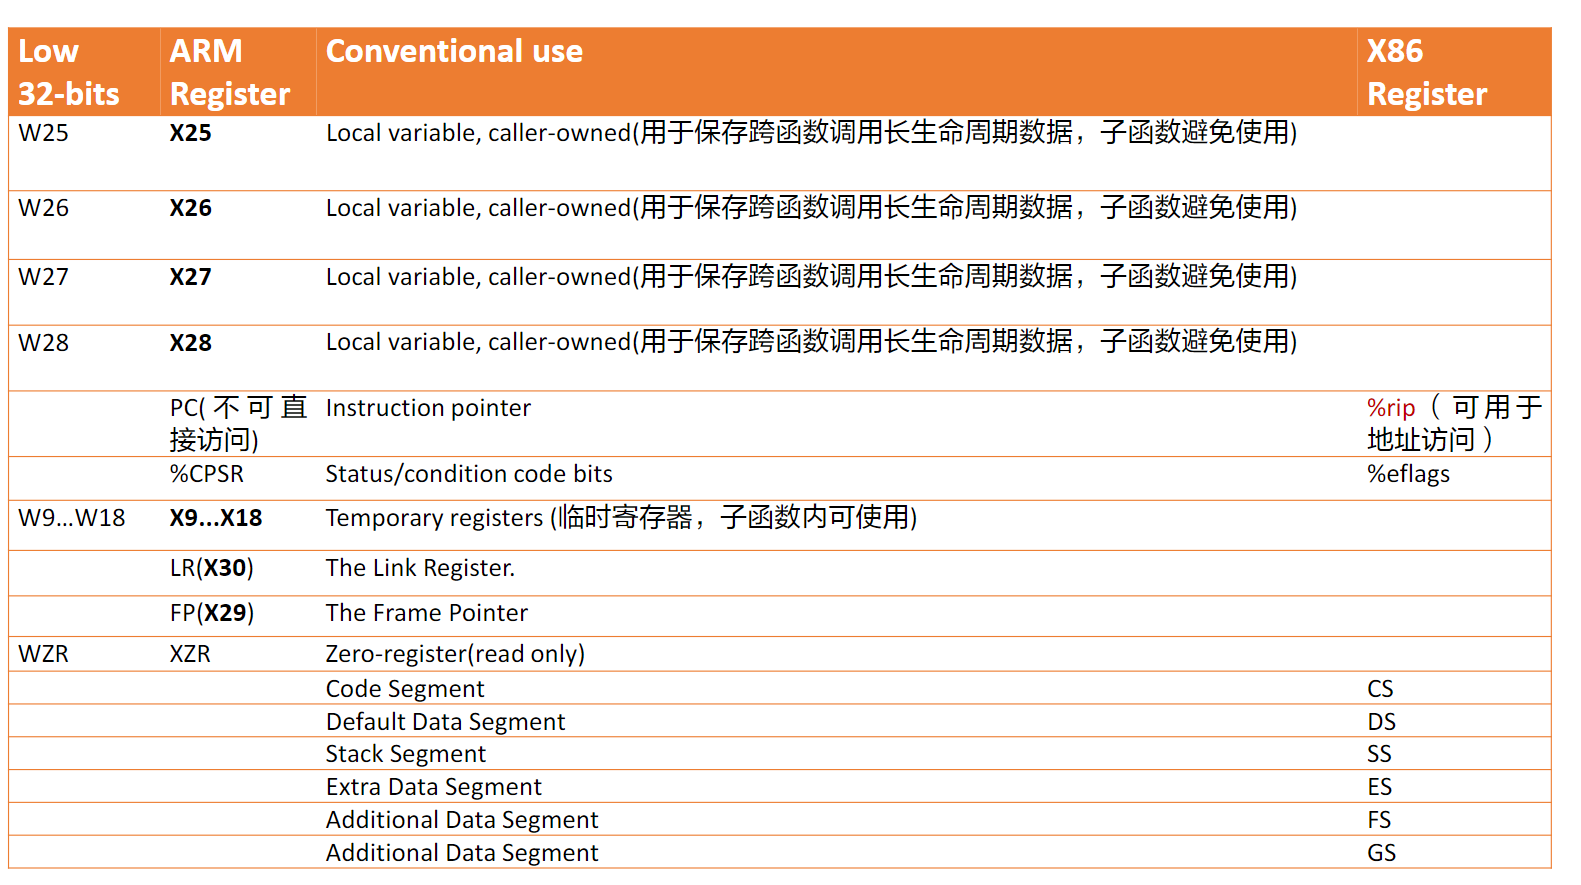 Low 32-bits	ARM Register	Conventional use	X86 Register
W25	X25	Local variable, caller-owned(用于保存跨函数调用长生命周期数据，子函数避免使用)
W26	X26	Local variable, caller-owned(用于保存跨函数调用长生命周期数据，子函数避免使用)
W27	X27	Local variable, caller-owned(用于保存跨函数调用长生命周期数据，子函数避免使用)
W28	X28	Local variable, caller-owned(用于保存跨函数调用长生命周期数据，子函数避免使用)
PC(不可直接访问)	Instruction pointer	%rip（可用于地址访问）
%CPSR	Status/condition code bits	%eflags
W9...W18	X9...X18	Temporary registers (临时寄存器，子函数内可使用)
LR(X30)	The Link Register.
FP(X29)	The Frame Pointer
WZR	XZR	Zero-register(read only)
Code Segment	CS
Default Data Segment	DS
Stack Segment	SS
Extra Data Segment	ES
Additional Data Segment	FS
Additional Data Segment	GS